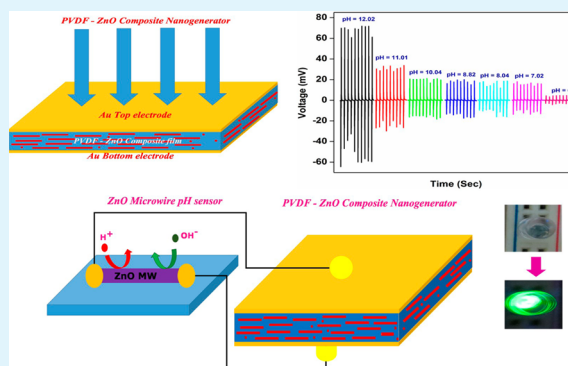 PVDF - ZnO Composite Nanogenerator
Au Top electrode
PVDF - ZnO Composite film
Au Bottom electrode
Voltage (mV)
80
60
40
20
0
-20
-40
-60
pH = 12.02
pH = 11.01
pH = 10.04
pH = 8.62
pH = 8.04
pH = 7.02
Time (Sec)
ZnO Microwire pH sensor
H+
OH-
ZnO MW
PVDF - ZnO Composite Nanogenerator